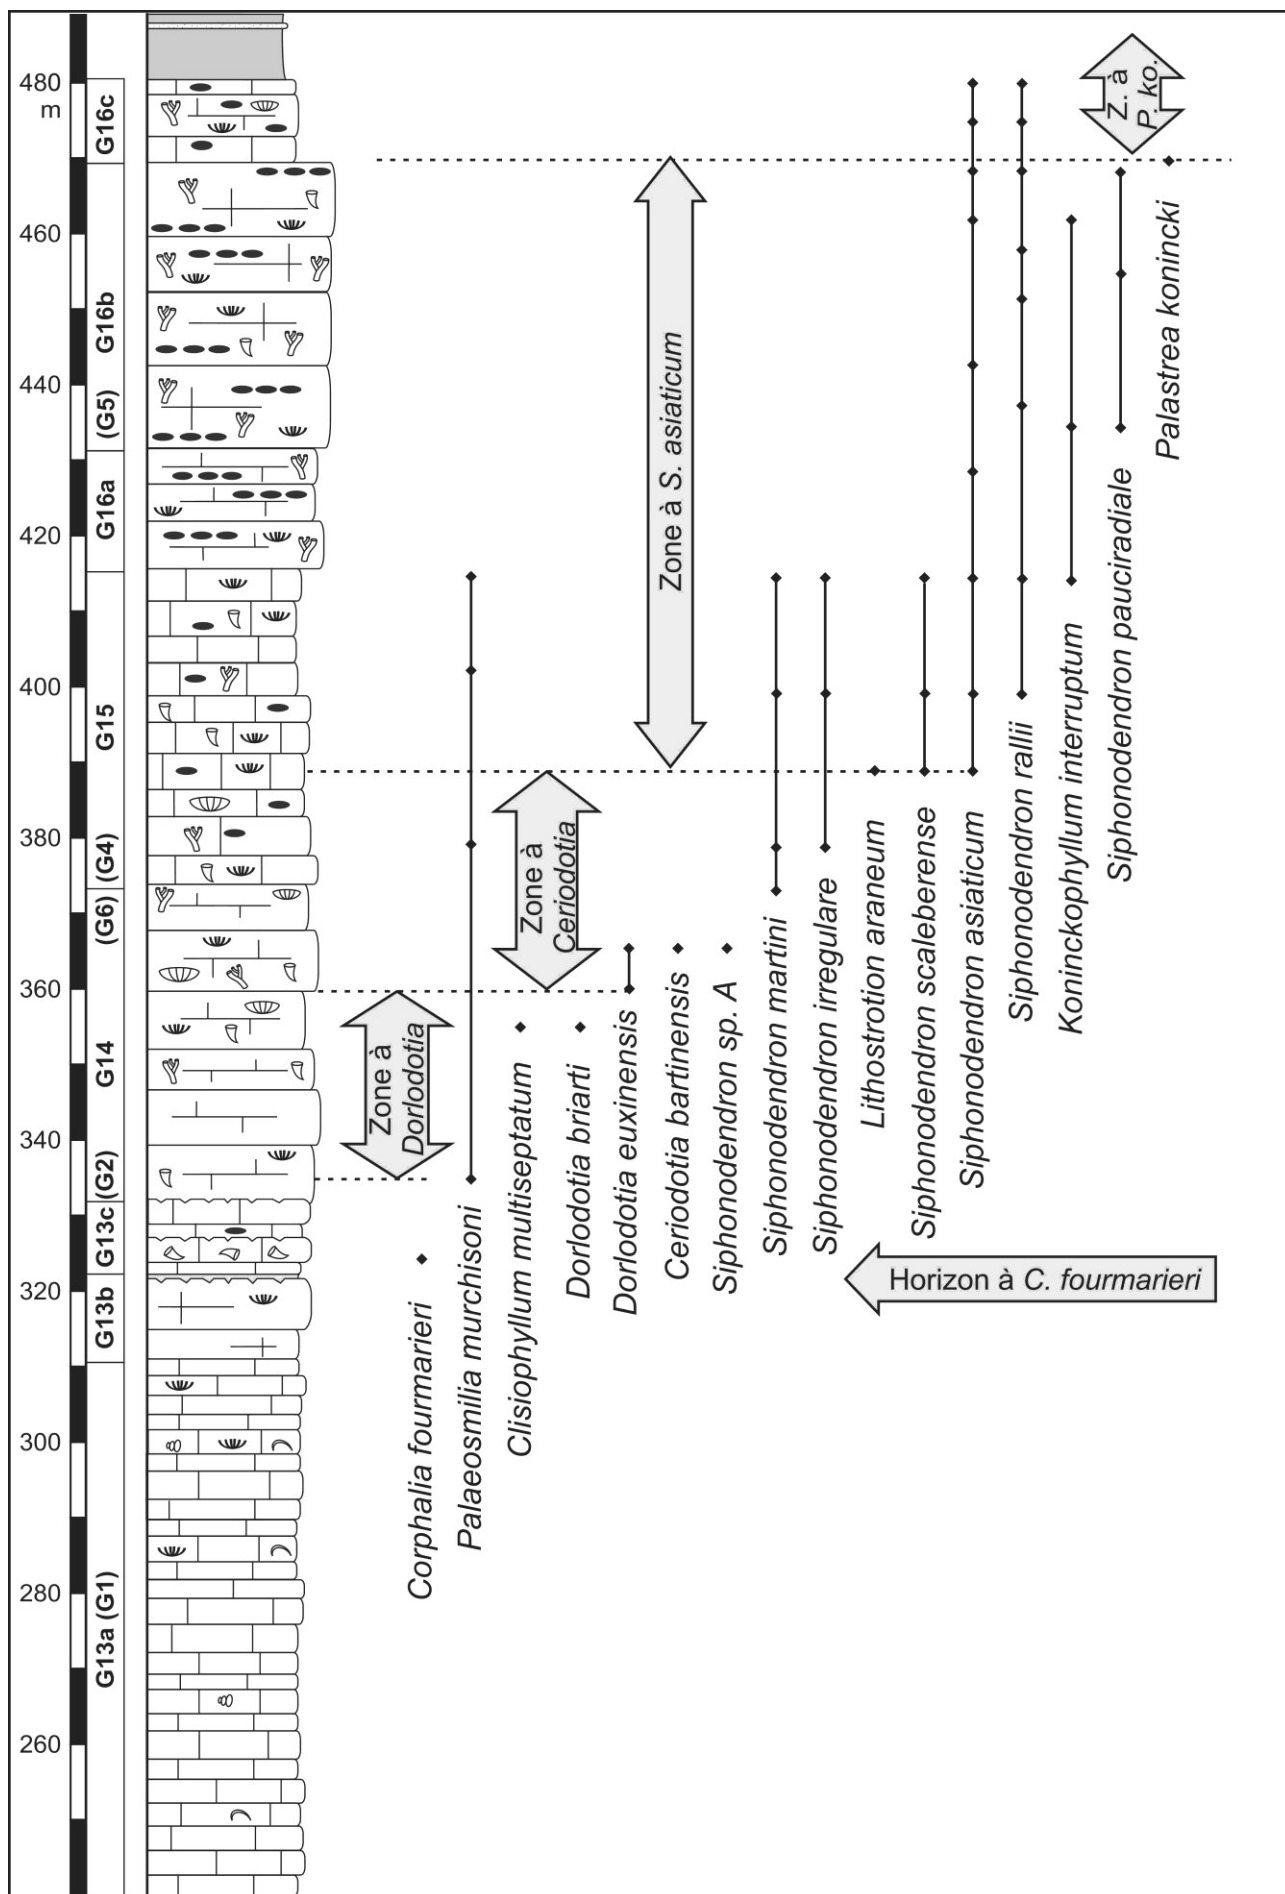 480
m
460
440
420
400
380
360
340
320
300
280
260
G16c
G16b
(G5)
G16a
G15
(G4)
(G6)
G14
(G2)
G13c
G13b
G13a (G1)
Zone à
Dorlodotia
Zone à
Ceriodotia
Zone à S. asiaticum
Z. à
P. ko.
Horizon à C. fourmarieri
Corphalia fourmarieri
Palaeosmilia murchisoni
Clisiophyllum multiseptatum
Dorlodotia briarti
Dorlodotia euxinensis
Ceriodotia bartinensis
Siphonodendron sp. A
Siphonodendron martini
Siphonodendron irregulare
Lithostrotion araneum
Siphonodendron scaleberense
Siphonodendron asiaticum
Siphonodendron rallii
Koninckophyllum interruptum
Siphonodendron pauciradiale
Palastrea konincki